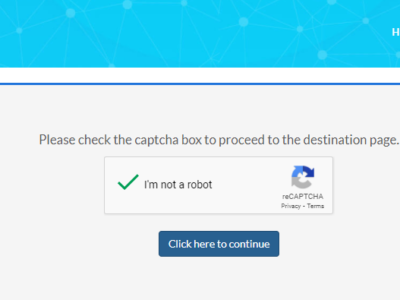 H
Please check the captcha box to proceed to the destination page.
I'm not a robot
reCAPTCHA
Privacy - Terms
Click here to continue